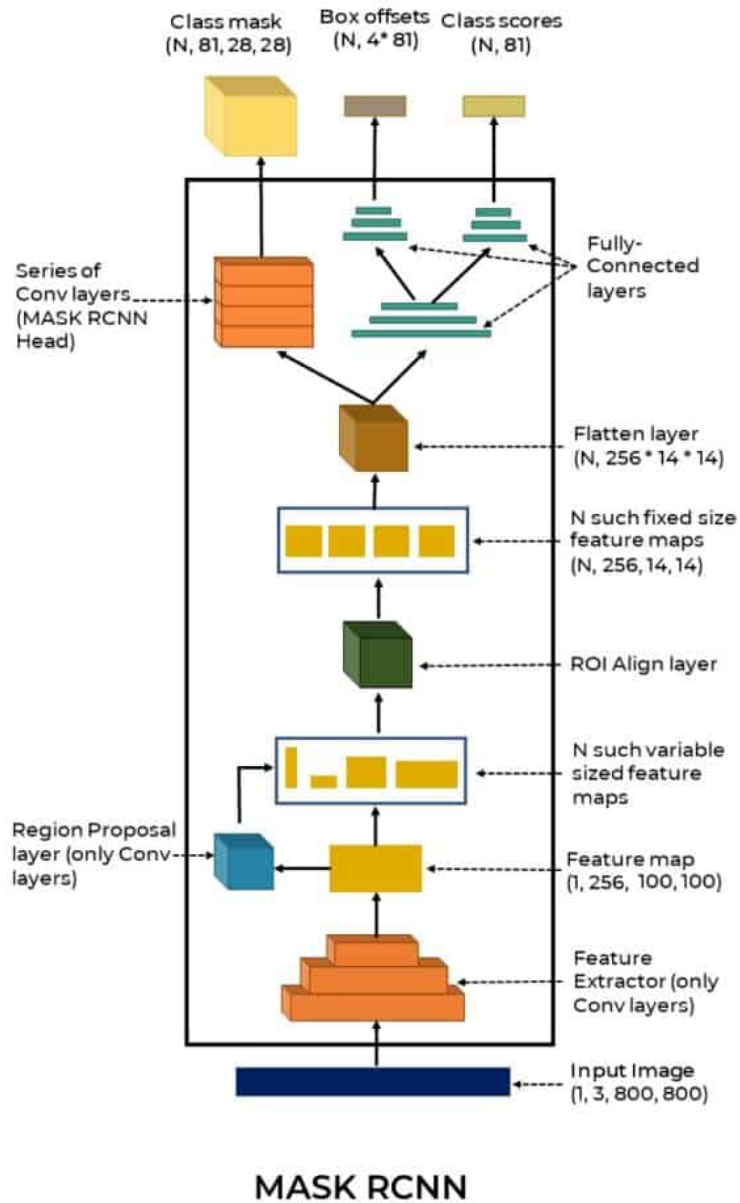 Class mask
(N, 81, 28, 28)
Box offsets
(N, 4* 81)
Class scores
(N, 81)
Series of
Conv layers
(MASK RCNN
Head)
Fully-
Connected
layers
Flatten layer
(N, 256 * 14 * 14)
N such fixed size
feature maps
(N, 256, 14, 14)
ROI Align layer
N such variable
sized feature
maps
Region Proposal
layer (only Conv
layers)
Feature map
(1, 256, 100, 100)
Feature
Extractor (only
Conv layers)
Input Image
(1, 3, 800, 800)
MASK RCNN